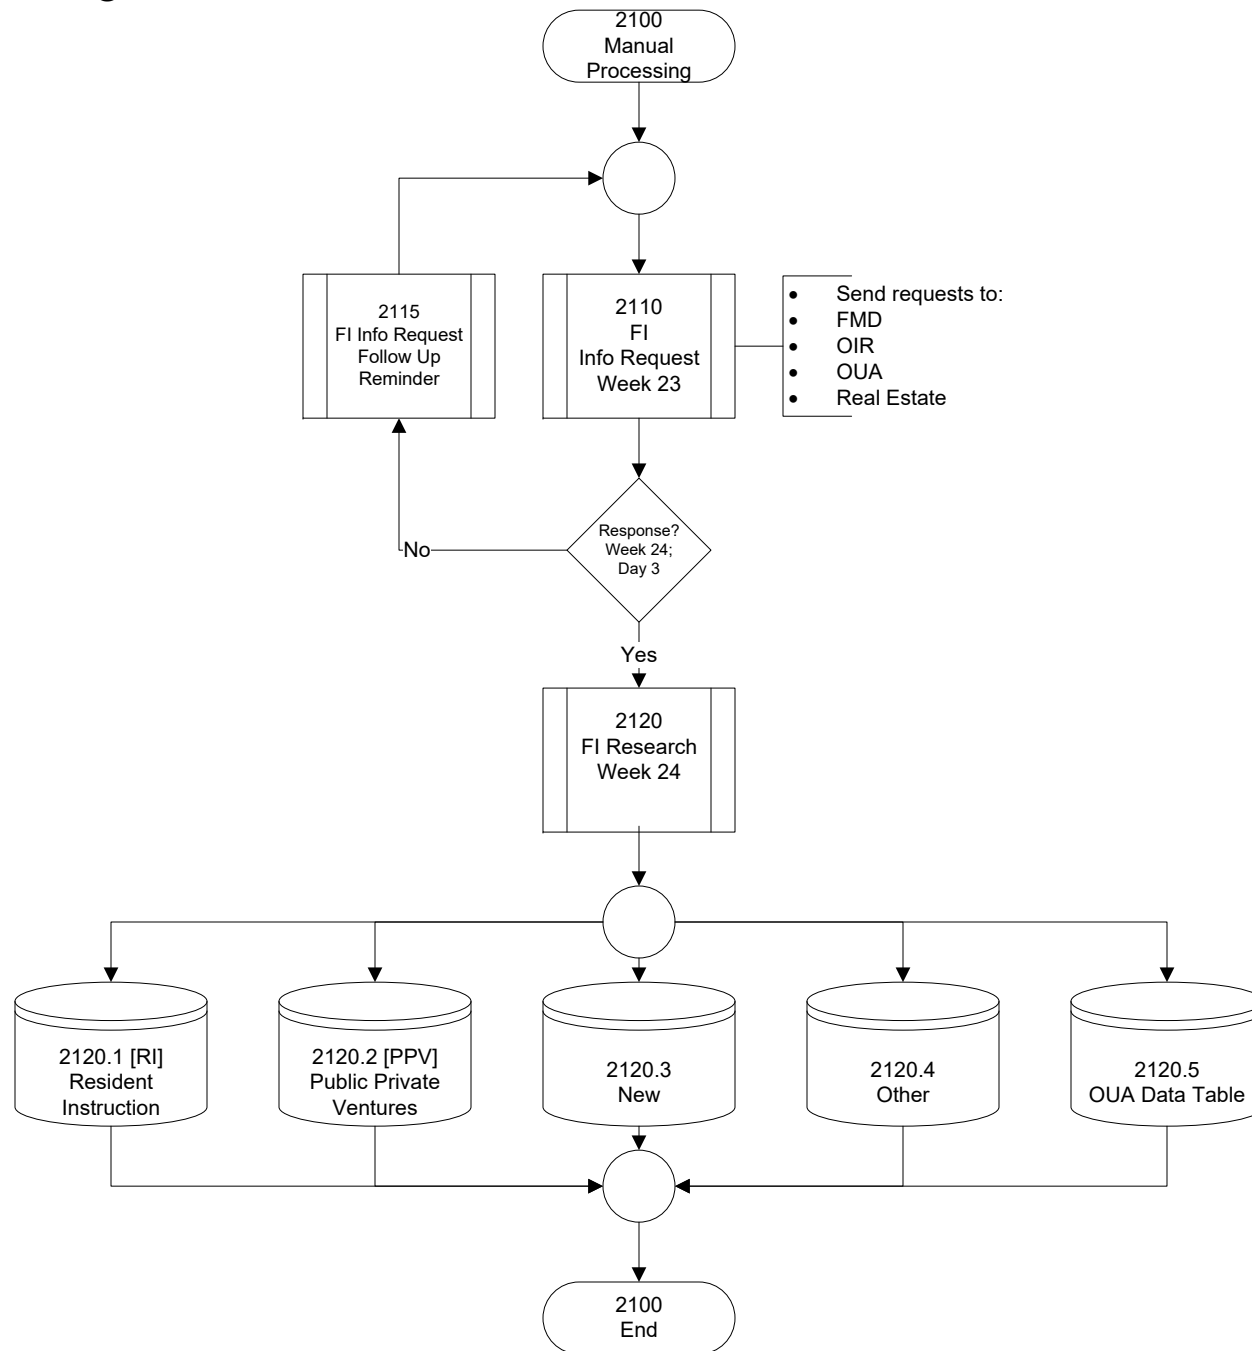 2100
Manual
Processing
2115
FI Info Request
Follow Up
Reminder
2110
FI
Info Request
Week 23
• Send requests to:
• FMD
• OIR
• OUA
• Real Estate
Response?
Week 24;
Day 3
No
Yes
2120
FI Research
Week 24
2120.1 [RI]
Resident
Instruction
2120.2 [PPV]
Public Private
Ventures
2120.3
New
2120.4
Other
2120.5
OUA Data Table
2100
End